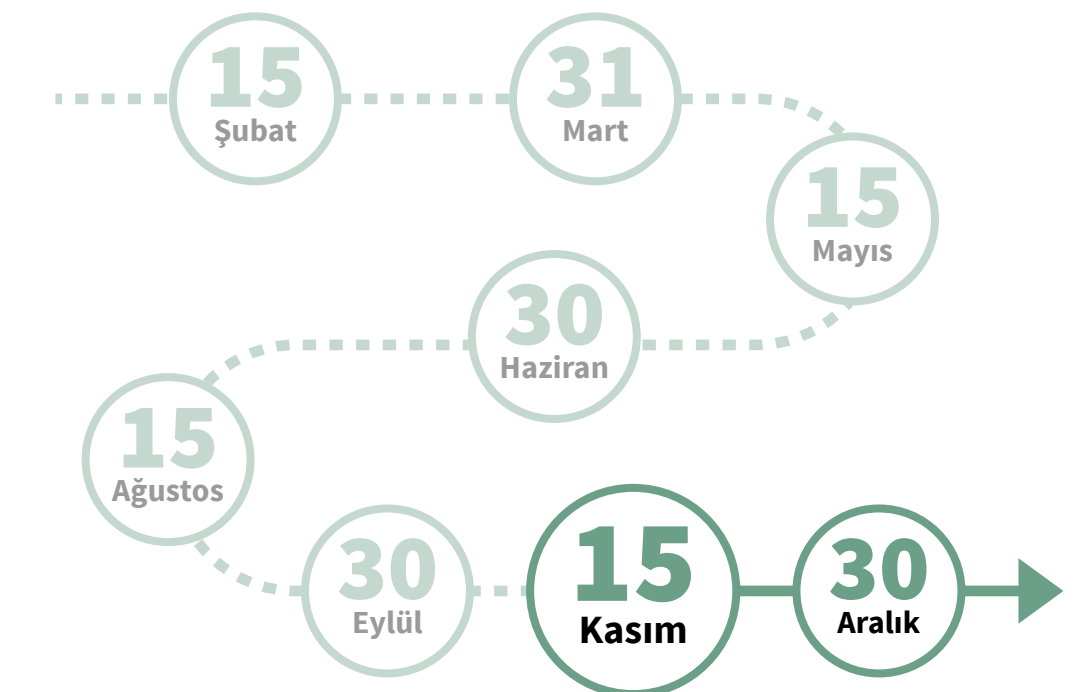 15
Şubat
31
Mart
15
Mayıs
30
Haziran
15
Ağustos
30
Eylül
15
Kasım
30
Aralık